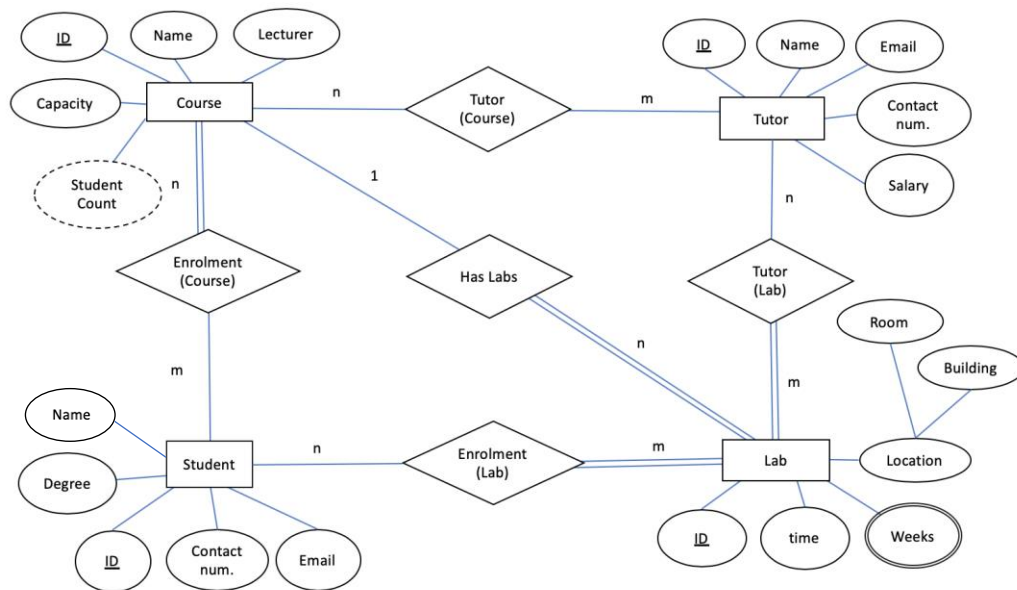 ID
Name
Lecturer
Capacity
Course
Student
Count
n
Tutor
(Course)
m
ID
Name
Email
Tutor
Contact
num.
Salary
n
1
n
Enrolment
(Course)
Has Labs
Tutor
(Lab)
Room
Building
m
n
m
Name
Degree
Student
n
Enrolment
(Lab)
m
Lab
Location
ID
Contact
num.
Email
ID
time
Weeks